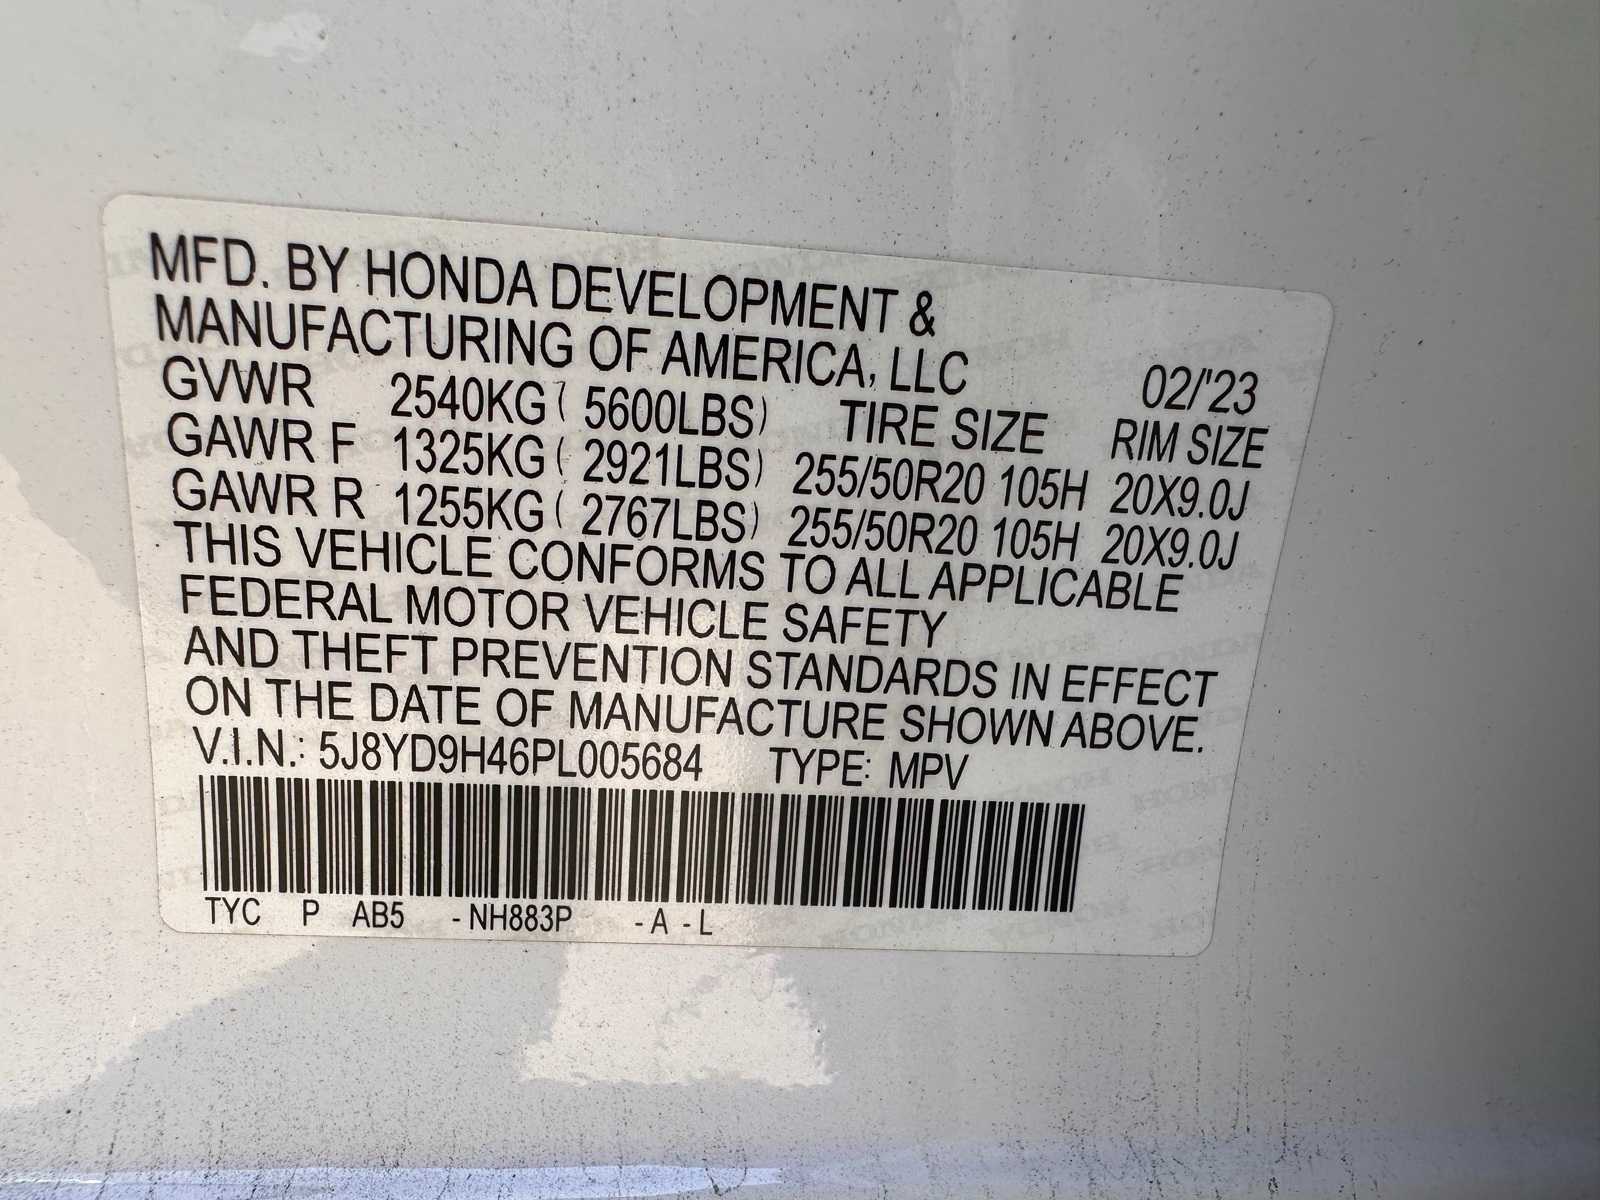 MFD. BY HONDA DEVELOPMENT &
MANUFACTURING OF AMERICA, LLC 02/'23
GVWR 2540KG ( 5600LBS) TIRE SIZE RIM SIZE
GAWR F 1325KG ( 2921LBS) 255/50R20 105H 20X9.0J
GAWR R 1255KG ( 2767LBS) 255/50R20 105H 20X9.0J
THIS VEHICLE CONFORMS TO ALL APPLICABLE
FEDERAL MOTOR VEHICLE SAFETY
AND THEFT PREVENTION STANDARDS IN EFFECT
ON THE DATE OF MANUFACTURE SHOWN ABOVE.
V.I.N.: 5J8YD9H46PL005684 TYPE: MPV
TYC P AB5 - NH883P - A - L